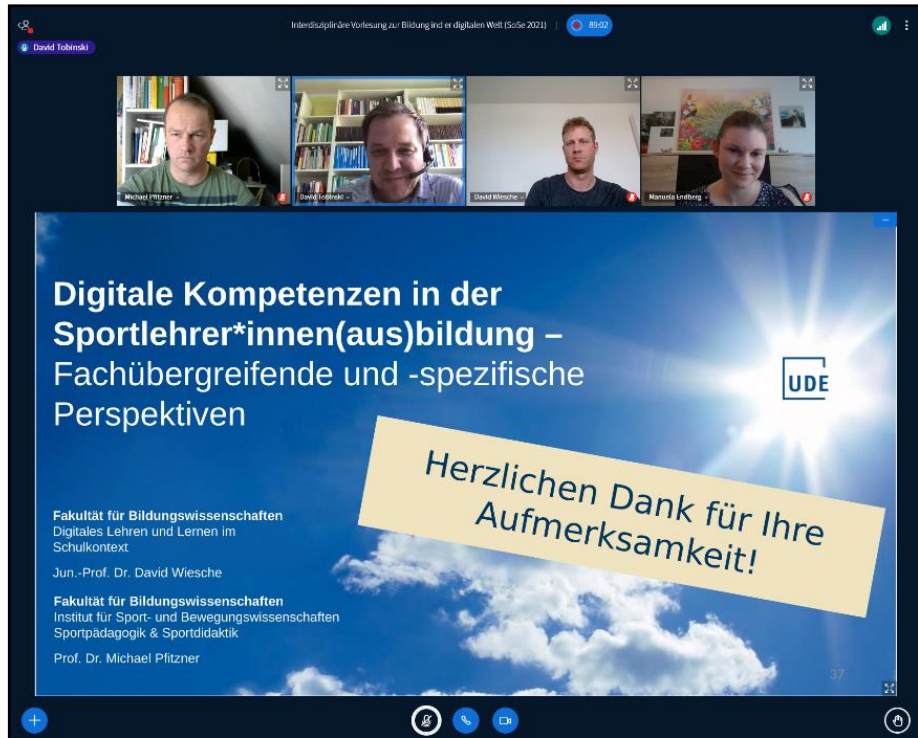 Interdisziplinäre Vorlesung zur Bildung ind er digitalen Welt (SoSe 2021)
89:02
David Tobinski
Michael Pfitzner
David Tobinski
David Wiesche
Manuela Endberg
Digitale Kompetenzen in der
Sportlehrer*innen(aus)bildung –
Fachübergreifende und -spezifische
Perspektiven
UDE
Herzlichen Dank für Ihre
Aufmerksamkeit!
Fakultät für Bildungswissenschaften
Digitales Lehren und Lernen im
Schulkontext
Jun.-Prof. Dr. David Wiesche
Fakultät für Bildungswissenschaften
Institut für Sport- und Bewegungswissenschaften
Sportpädagogik & Sportdidaktik
Prof. Dr. Michael Pfitzner
37